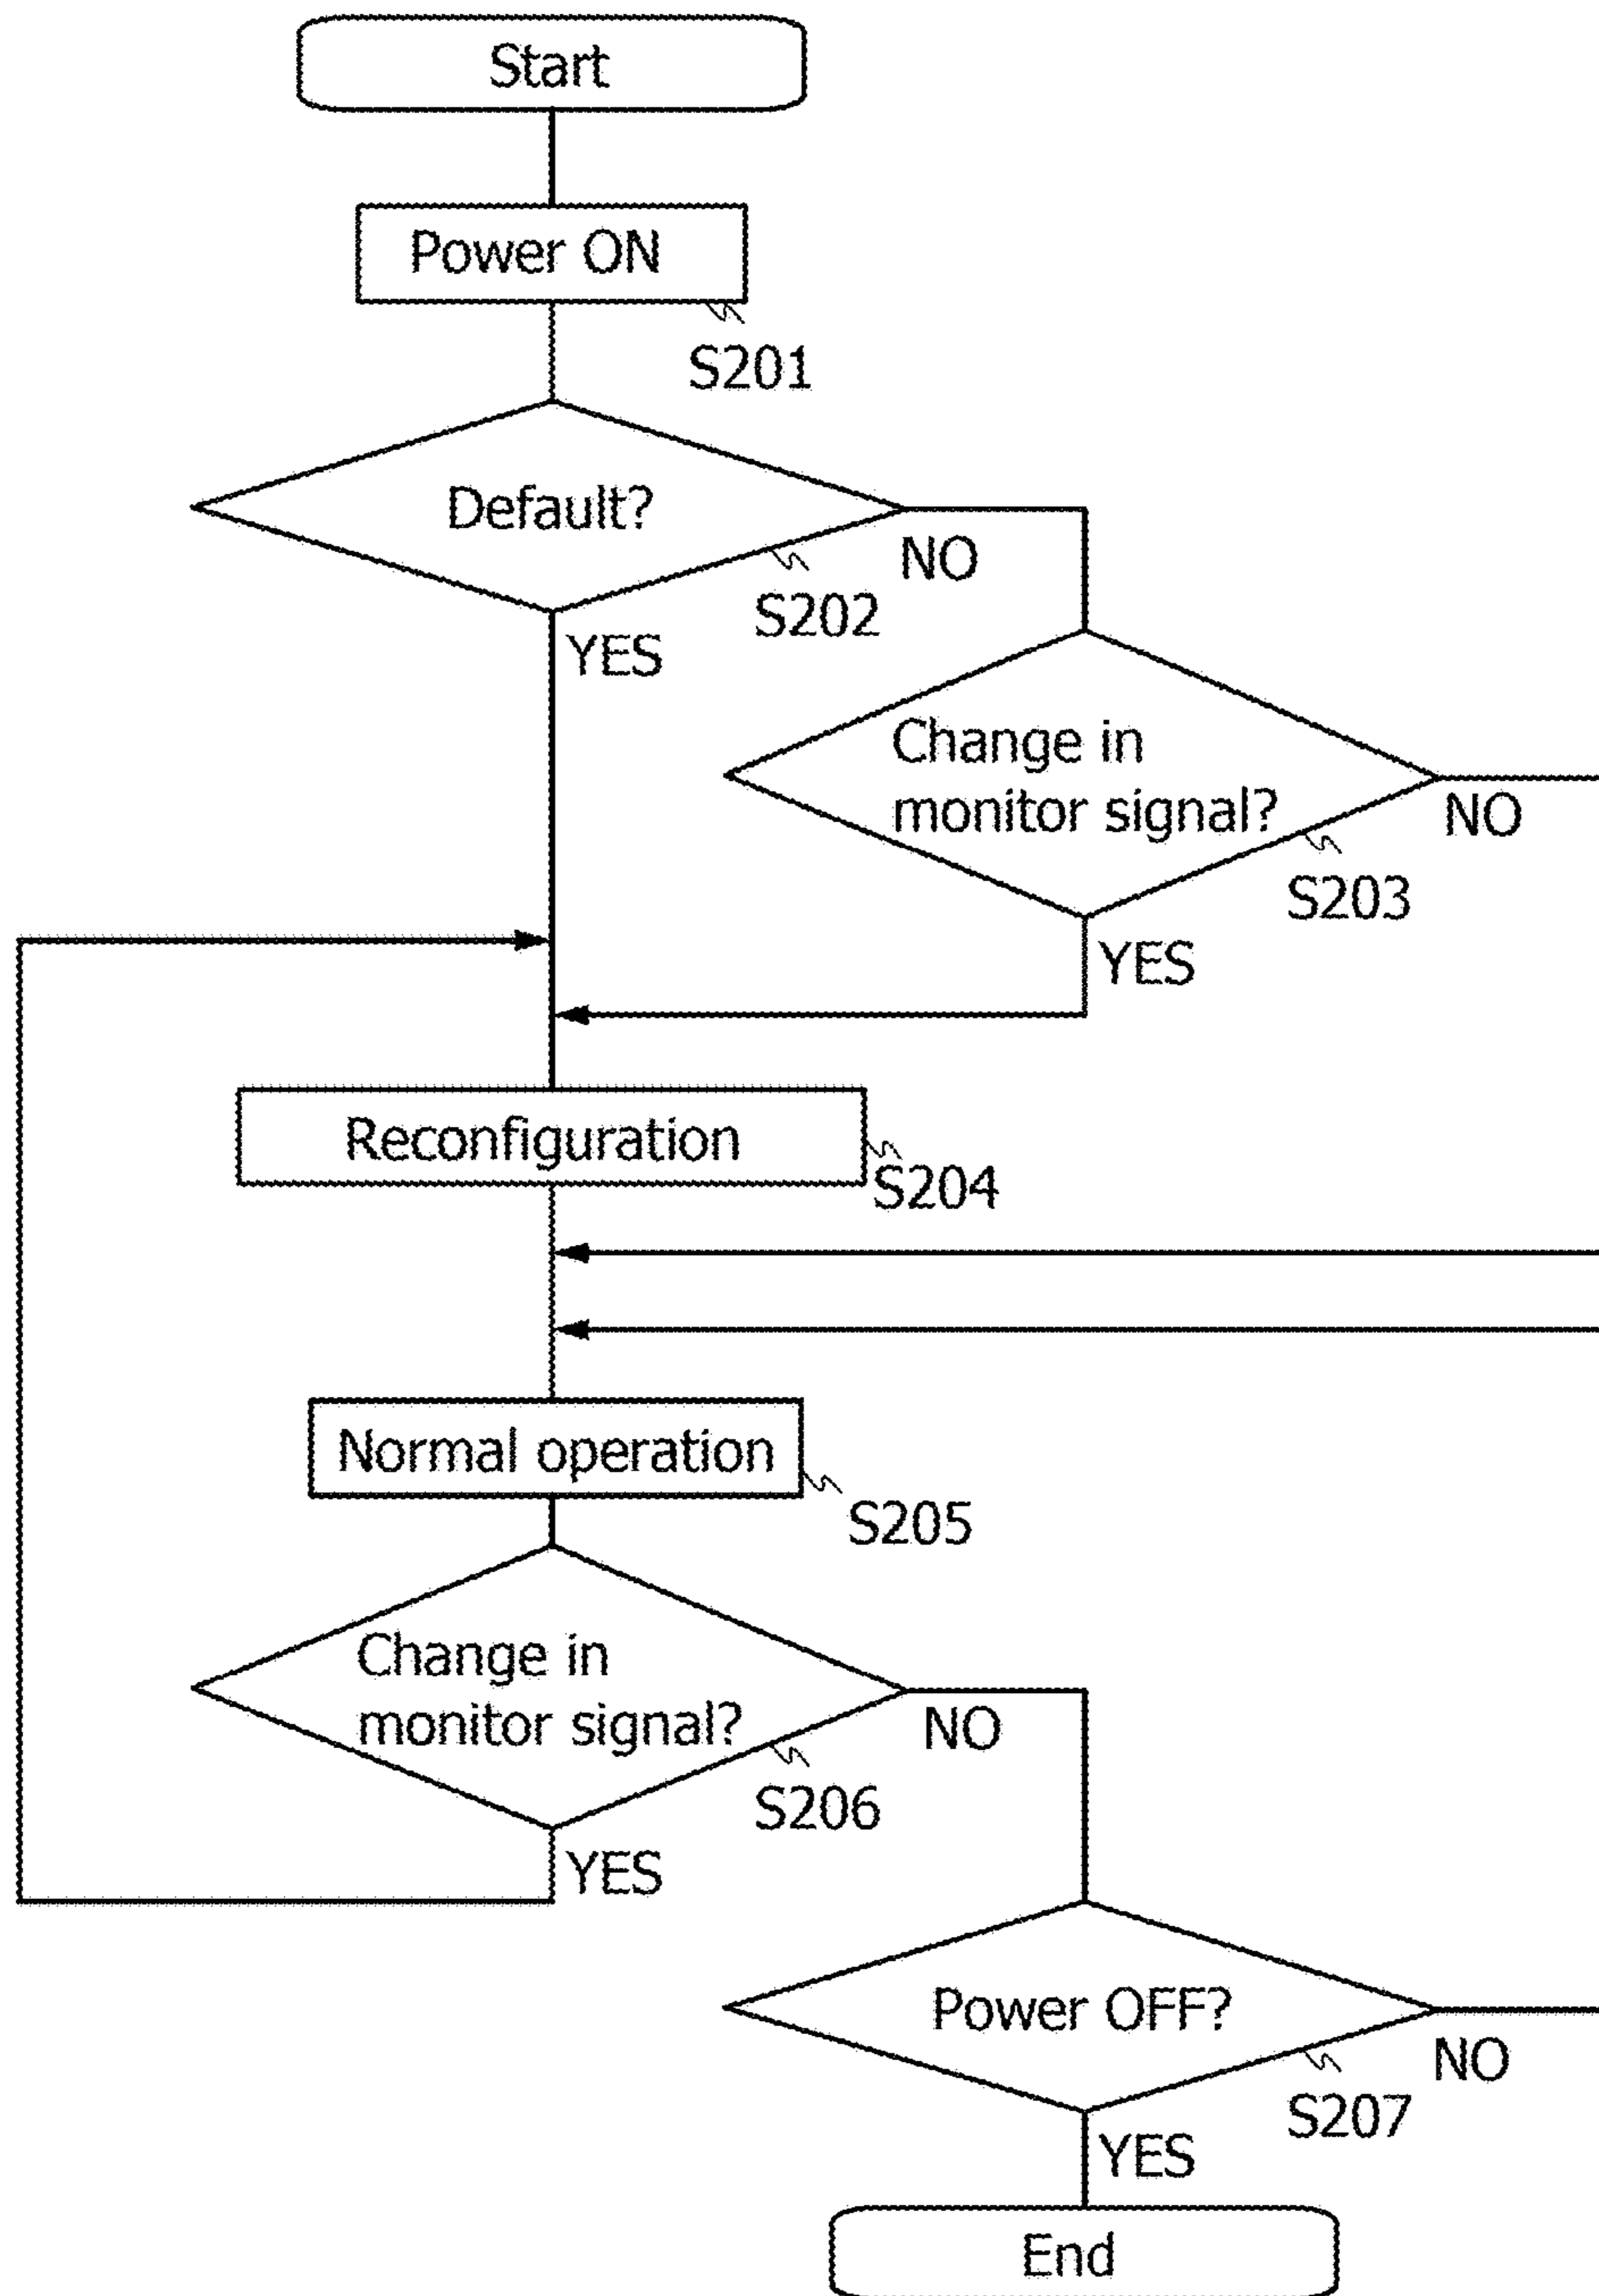 Start
Power ON
S201
Default?
NO
S202
YES
Change in
monitor signal?
NO
S203
YES
Reconfiguration
S204
Normal operation
S205
Change in
monitor signal?
NO
S206
YES
Power OFF?
NO
S207
YES
End